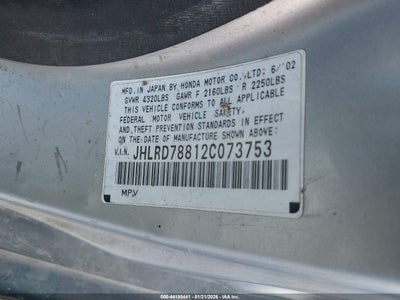 MFD. IN JAPAN BY HONDA MOTOR CO.,LTD: 6/'02
GVWR 4320LBS GAWR F 2160LBS R 2250LBS
THIS VEHICLE CONFORMS TO ALL APPLICABLE
FEDERAL MOTOR VEHICLE SAFETY, BUMPER,
AND THEFT PREVENTION STANDARDS IN EFFECT
ON THE DATE OF MANUFACTURE SHOWN ABOVE.
V.I.N. JHLRD78812C073753
MPV
000-44195441 - 01/21/2026 - IAA Inc.